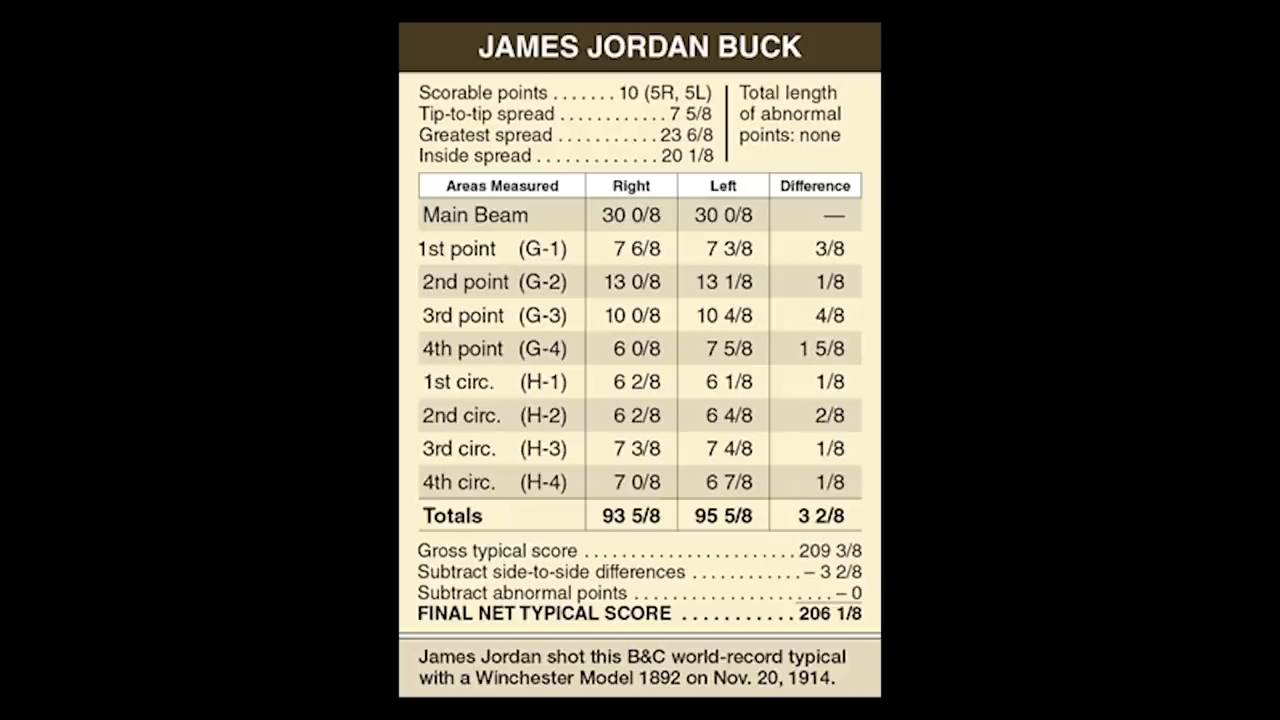 JAMES JORDAN BUCK
Scorable points ....... 10 (5R, 5L)
Tip-to-tip spread ............ 7 5/8
Greatest spread ........... 23 6/8
Inside spread ............. 20 1/8
Total length
of abnormal
points: none
Areas Measured Right Left Difference
Main Beam 30 0/8 30 0/8 —
1st point (G-1) 7 6/8 7 3/8 3/8
2nd point (G-2) 13 0/8 13 1/8 1/8
3rd point (G-3) 10 0/8 10 4/8 4/8
4th point (G-4) 6 0/8 7 5/8 1 5/8
1st circ. (H-1) 6 2/8 6 1/8 1/8
2nd circ. (H-2) 6 2/8 6 4/8 2/8
3rd circ. (H-3) 7 3/8 7 4/8 1/8
4th circ. (H-4) 7 0/8 6 7/8 1/8
Totals 93 5/8 95 5/8 3 2/8
Gross typical score ....................... 209 3/8
Subtract side-to-side differences ............ – 3 2/8
Subtract abnormal points ..................... – 0
FINAL NET TYPICAL SCORE ........... 206 1/8
James Jordan shot this B&C world-record typical
with a Winchester Model 1892 on Nov. 20, 1914.